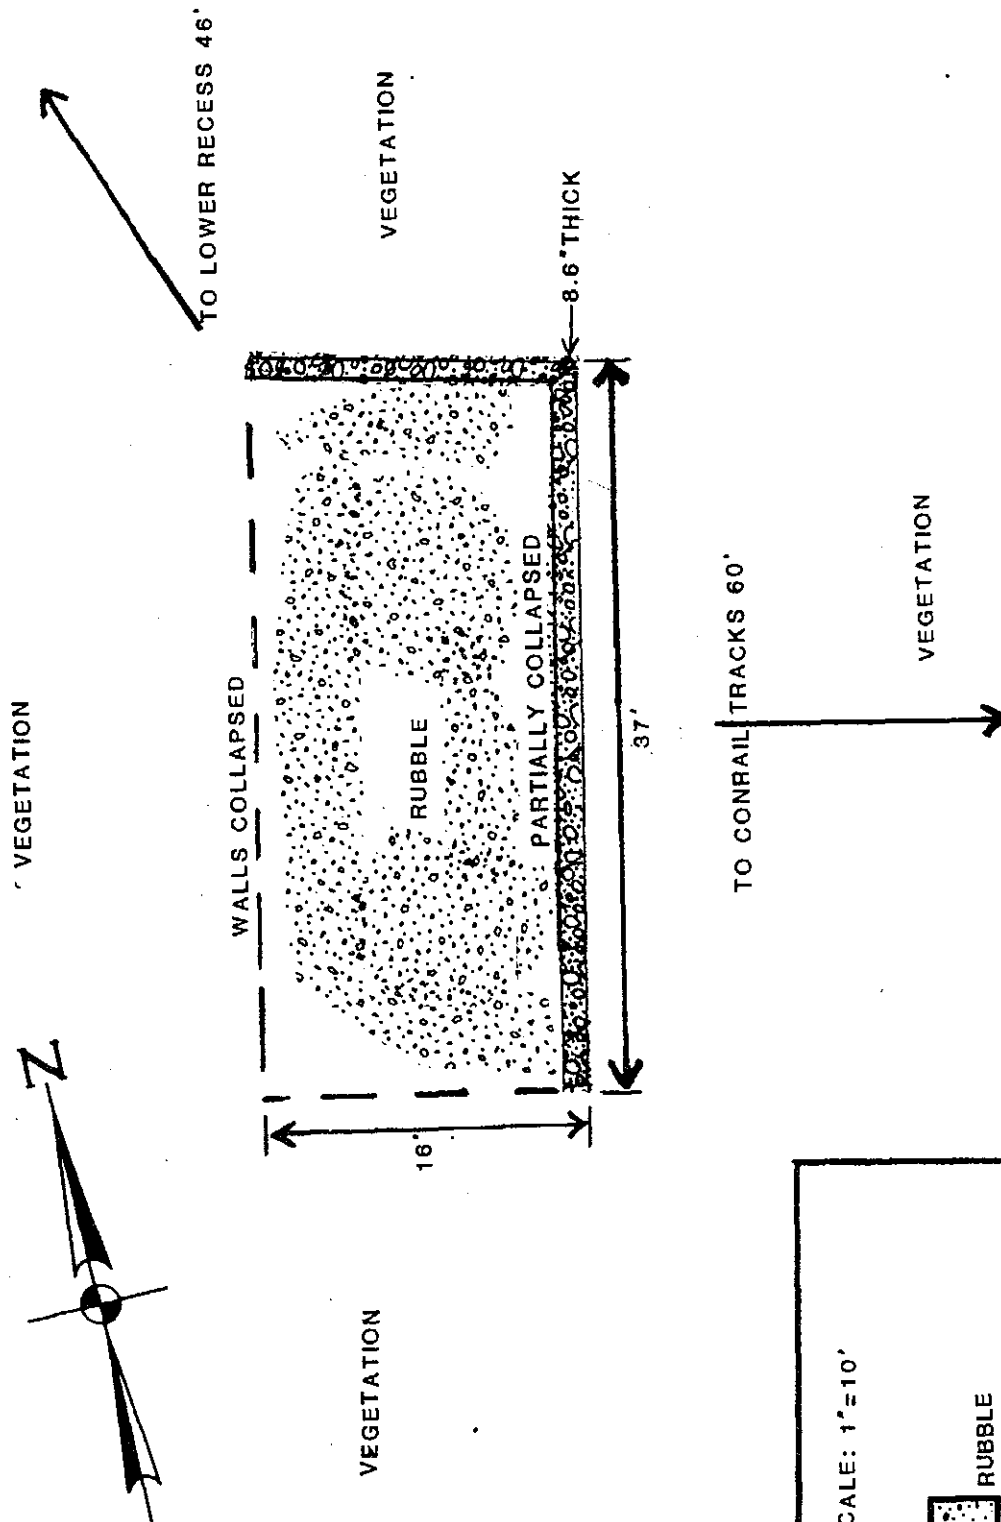 TO LOWER RECESS 46'
VEGETATION
VEGETATION
8.6" THICK
WALLS COLLAPSED
RUBBLE
PARTIALLY COLLAPSED
37'
16'
N
TO CONRAIL TRACKS 60'
VEGETATION
VEGETATION
CALE: 1"=10'
RUBBLE